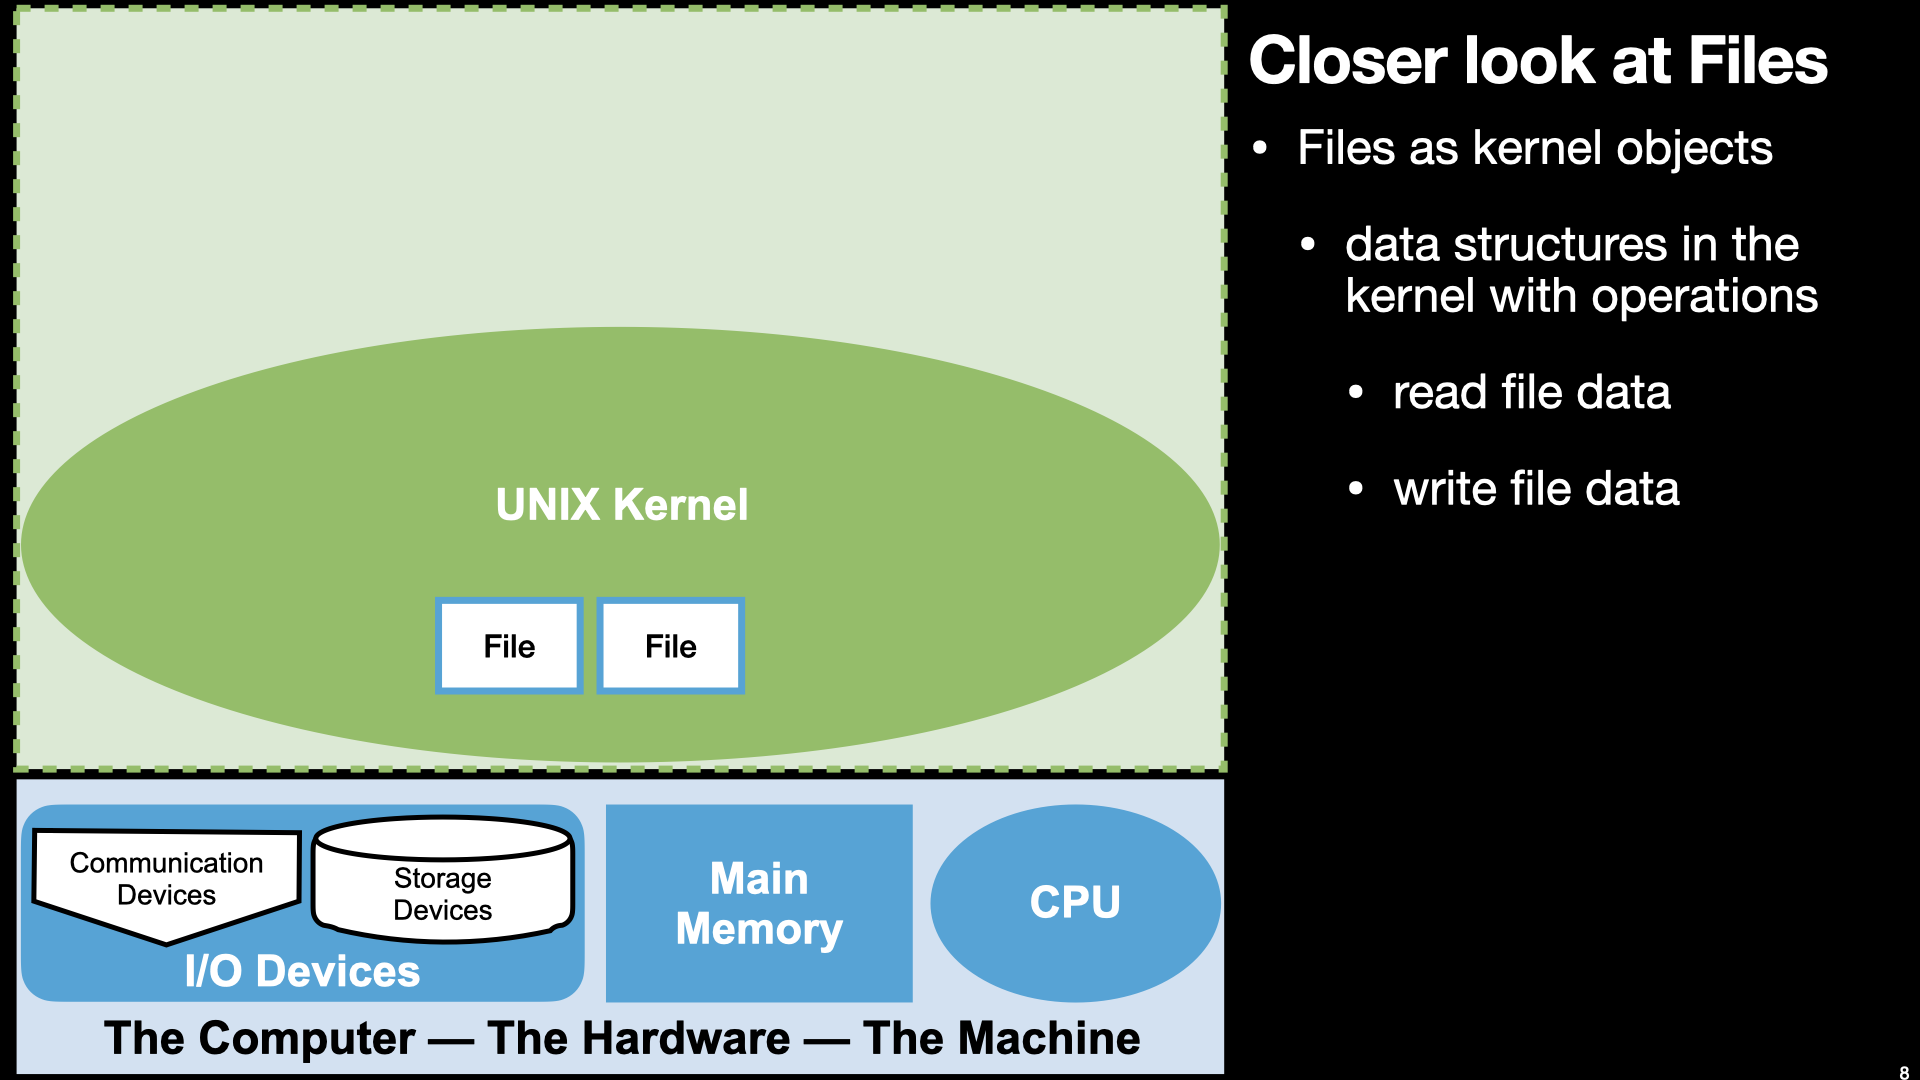 Closer look at Files
• Files as kernel objects
• data structures in the
kernel with operations
• read file data
• write file data
UNIX Kernel
File
File
Communication
Devices
Storage
Devices
I/O Devices
Main
Memory
CPU
The Computer — The Hardware — The Machine
8